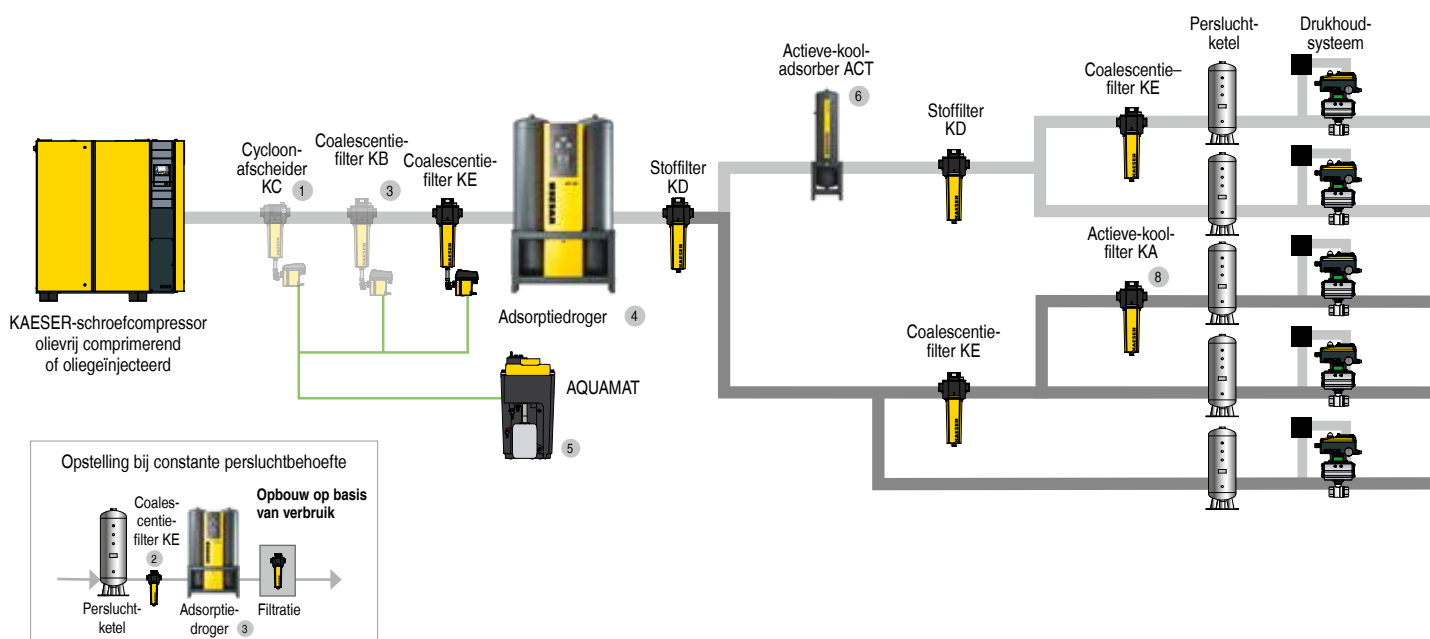 Perslucht-
ketel
Drukhoud-
systeem
Actieve-kool-
adsorber ACT
6
Coalescentie–
filter KE
Stoffilter
KD
Cycloon-
afscheider
KC
1
Coalescentie-
filter KB
3
Coalescentie-
filter KE
KAESER
Stoffilter
KD
KAESER-schroefcompressor
olievrij comprimerend
of oliegeïnjecteerd
Adsorptiedroger
4
Actieve-kool-
filter KA
8
Coalescentie-
filter KE
AQUAMAT
5
Opstelling bij constante persluchtbehoefte
Coales-
centie-
filter KE
2
Opbouw op basis
van verbruik
Perslucht-
ketel
Adsorptie-
droger
3
Filtratie